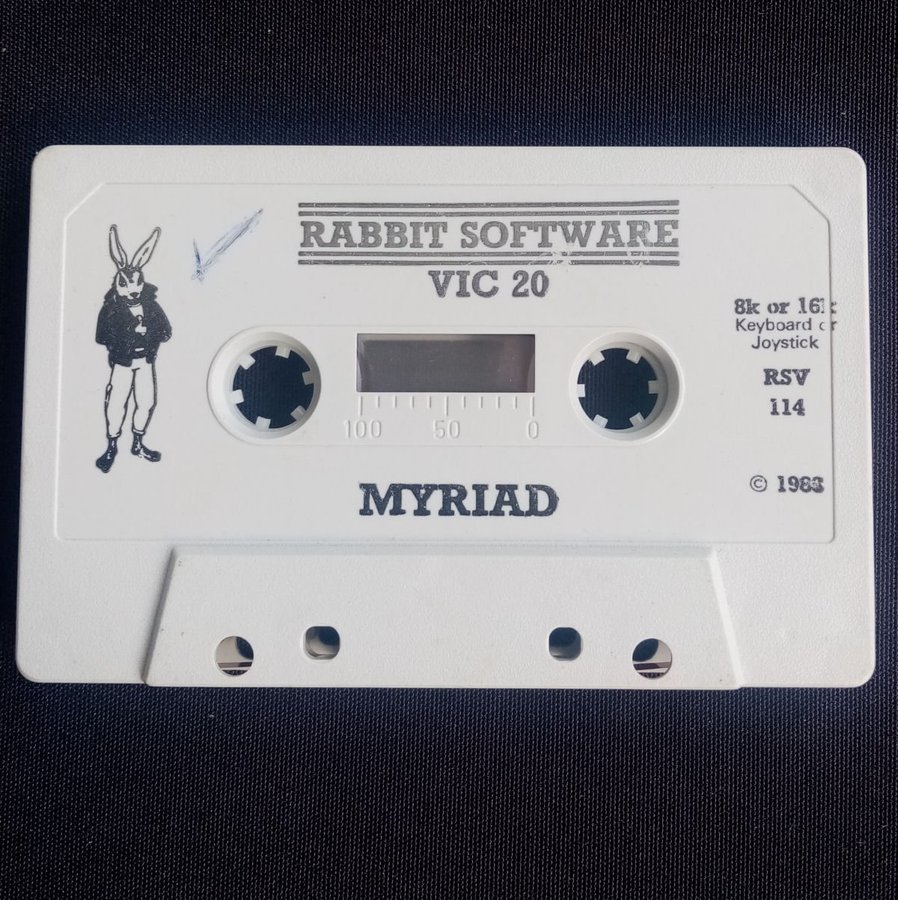 RABBIT SOFTWARE
VIC 20
8k or 16k
Keyboard or
Joystick
RSV
114
100 50 0
MYRIAD
© 1983